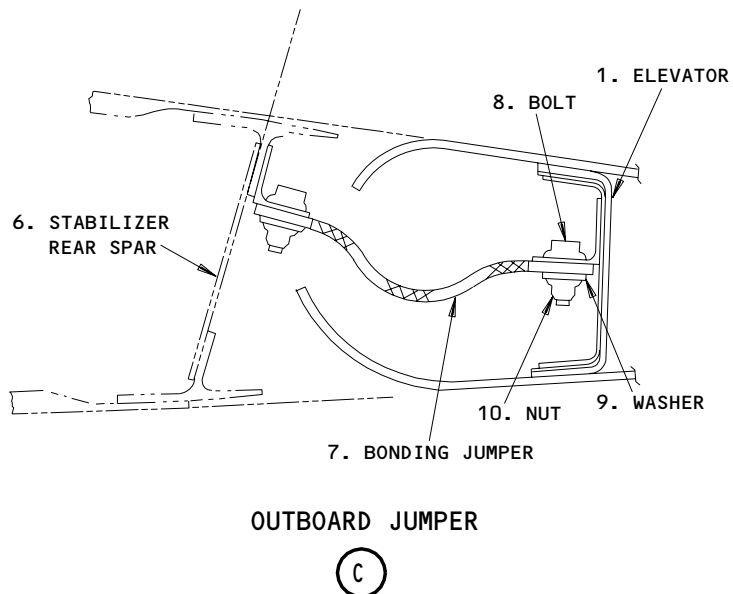 1. ELEVATOR
8. BOLT
6. STABILIZER
REAR SPAR
10. NUT
9. WASHER
7. BONDING JUMPER
OUTBOARD JUMPER
C